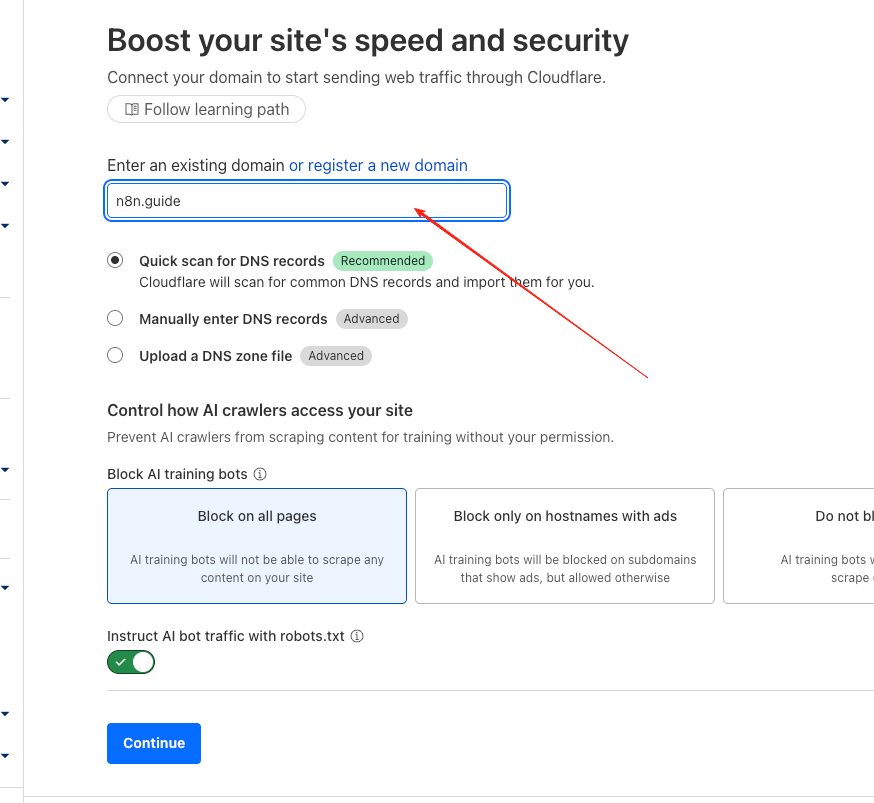 Boost your site's speed and security
Connect your domain to start sending web traffic through Cloudflare.
Follow learning path
Enter an existing domain or register a new domain
n8n.guide
Quick scan for DNS records Recommended
Cloudflare will scan for common DNS records and import them for you.
Manually enter DNS records Advanced
Upload a DNS zone file Advanced
Control how AI crawlers access your site
Prevent AI crawlers from scraping content for training without your permission.
Block AI training bots
Block on all pages
AI training bots will not be able to scrape any
content on your site
Block only on hostnames with ads
AI training bots will be blocked on subdomains
that show ads, but allowed otherwise
Do not bl
AI training bots
scrape
Instruct AI bot traffic with robots.txt
Continue